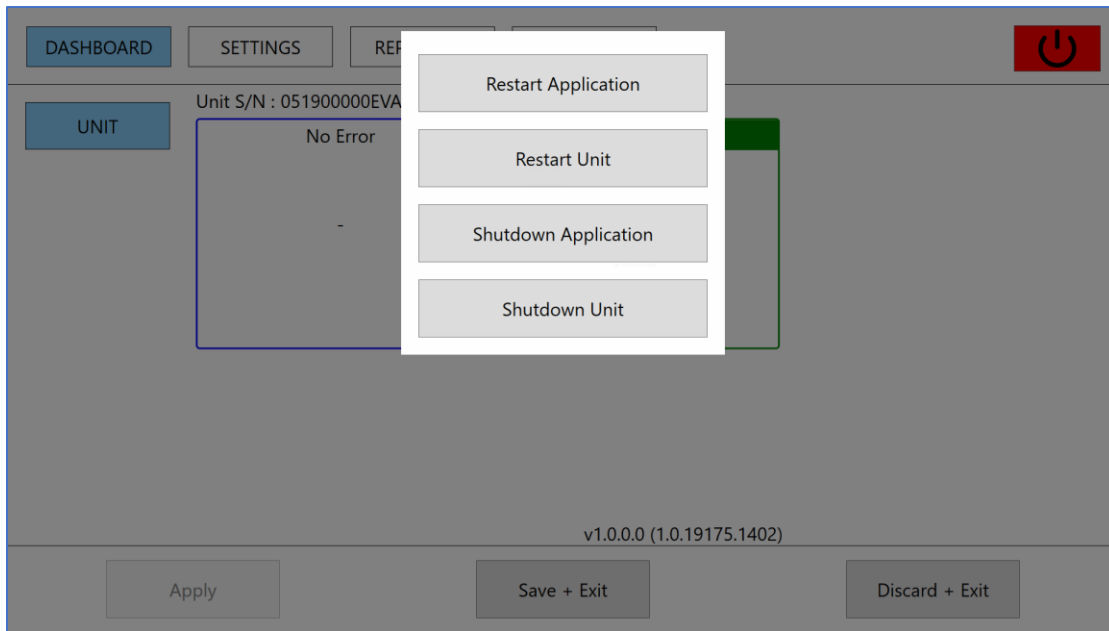 DASHBOARD
SETTINGS
REP
Restart Application
Unit S/N : 051900000EVA
UNIT
No Error
Restart Unit
-
Shutdown Application
Shutdown Unit
v1.0.0.0 (1.0.19175.1402)
Apply
Save + Exit
Discard + Exit